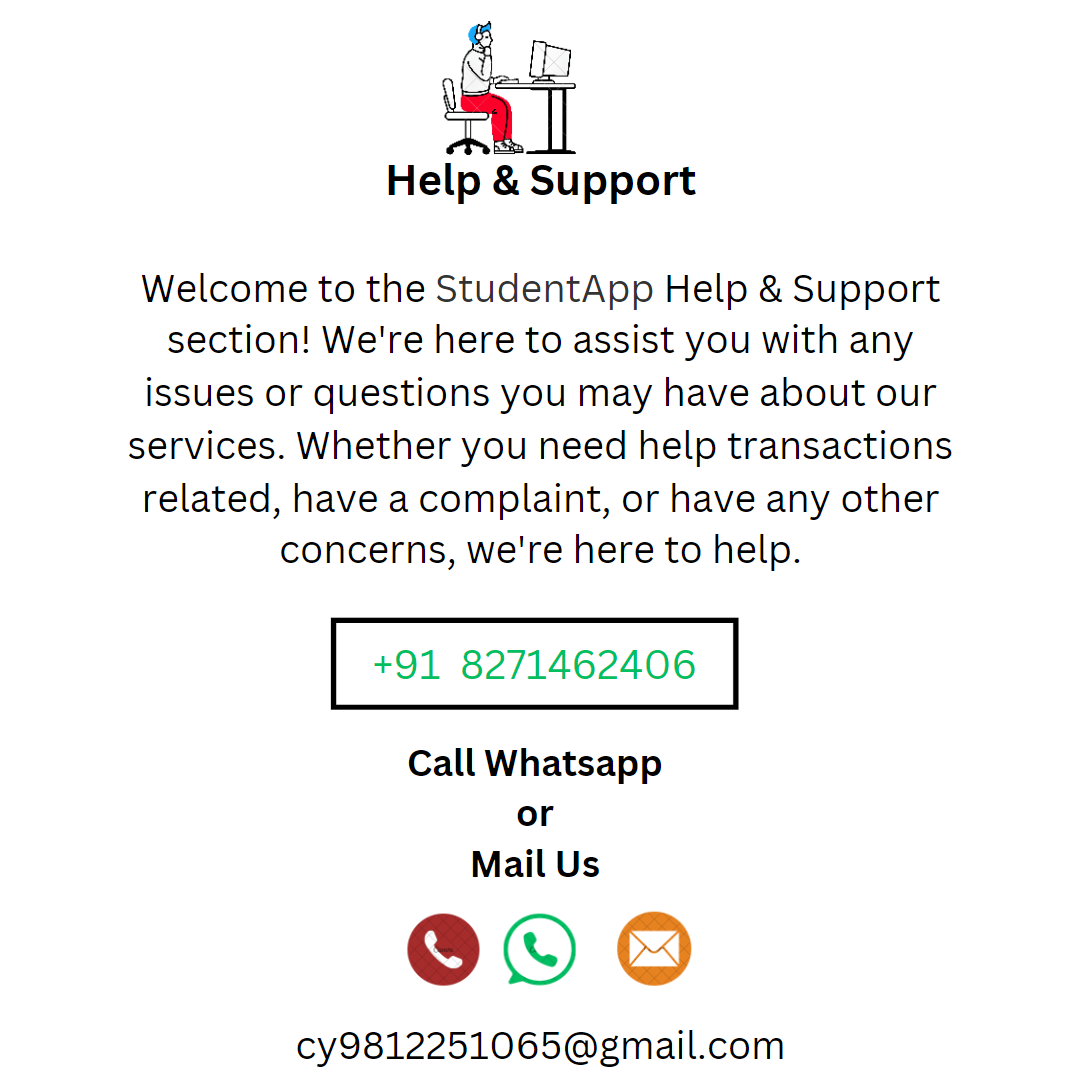 Help & Support
Welcome to the StudentApp Help & Support
section! We're here to assist you with any
issues or questions you may have about our
services. Whether you need help transactions
related, have a complaint, or have any other
concerns, we're here to help.
+91  8271462406
Call Whatsapp
or
Mail Us
cy9812251065@gmail.com